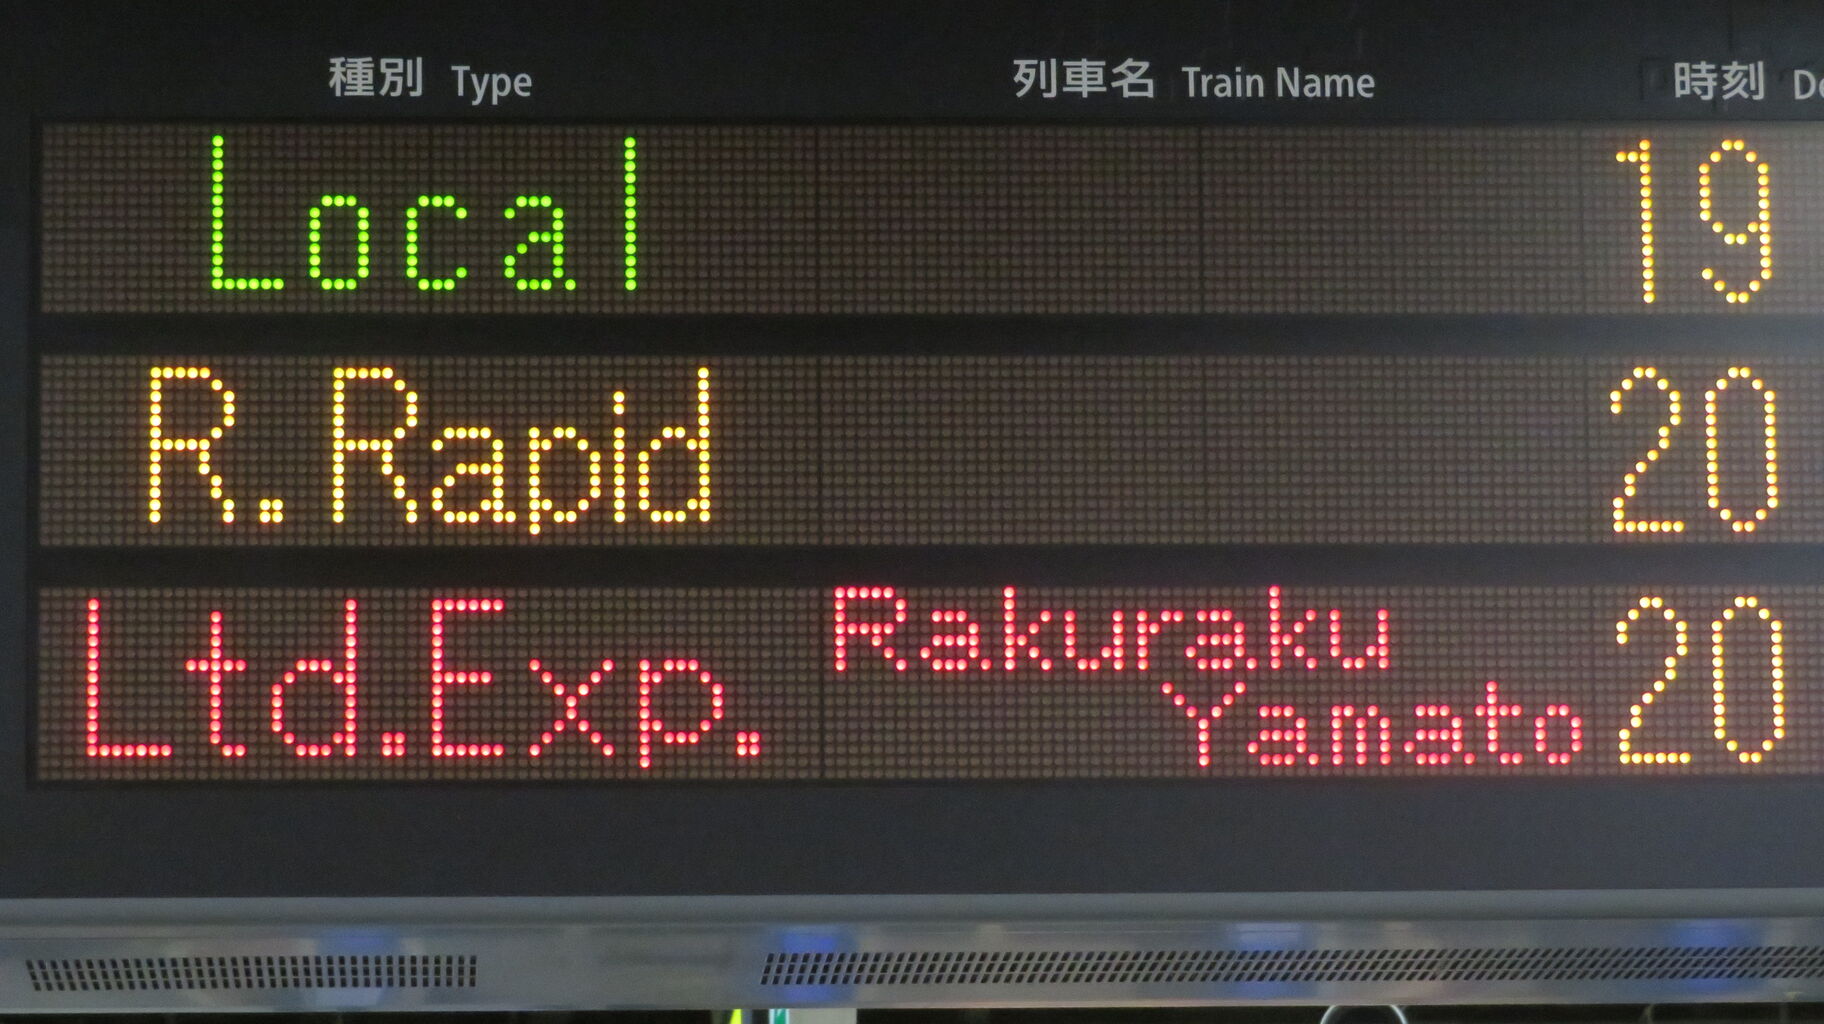 種別 Type 列車名 Train Name 時刻
Local 19
R.Rapid 20
Ltd.Exp. Rakuraku Yamato 20